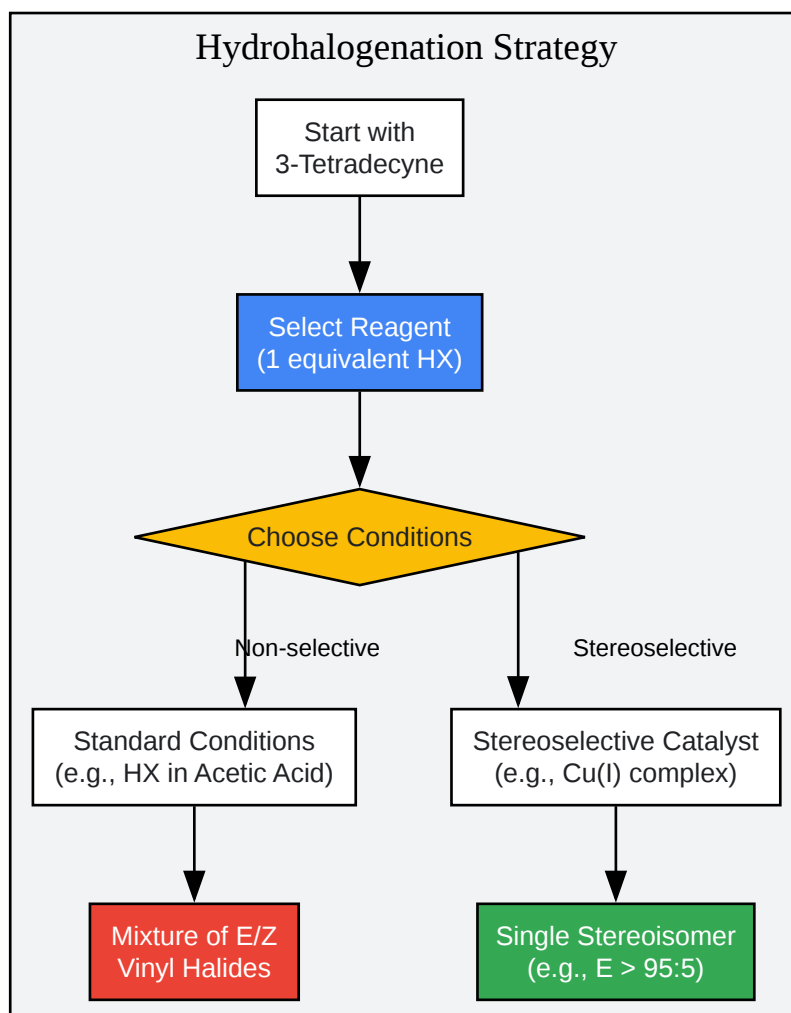 Hydrohalogenation Strategy
Start with
3-Tetradecyne
Select Reagent
(1 equivalent HX)
Choose Conditions
Non-selective
Stereoselective
Standard Conditions
(e.g., HX in Acetic Acid)
Stereoselective Catalyst
(e.g., Cu(I) complex)
Mixture of E/Z
Vinyl Halides
Single Stereoisomer
(e.g., E > 95:5)